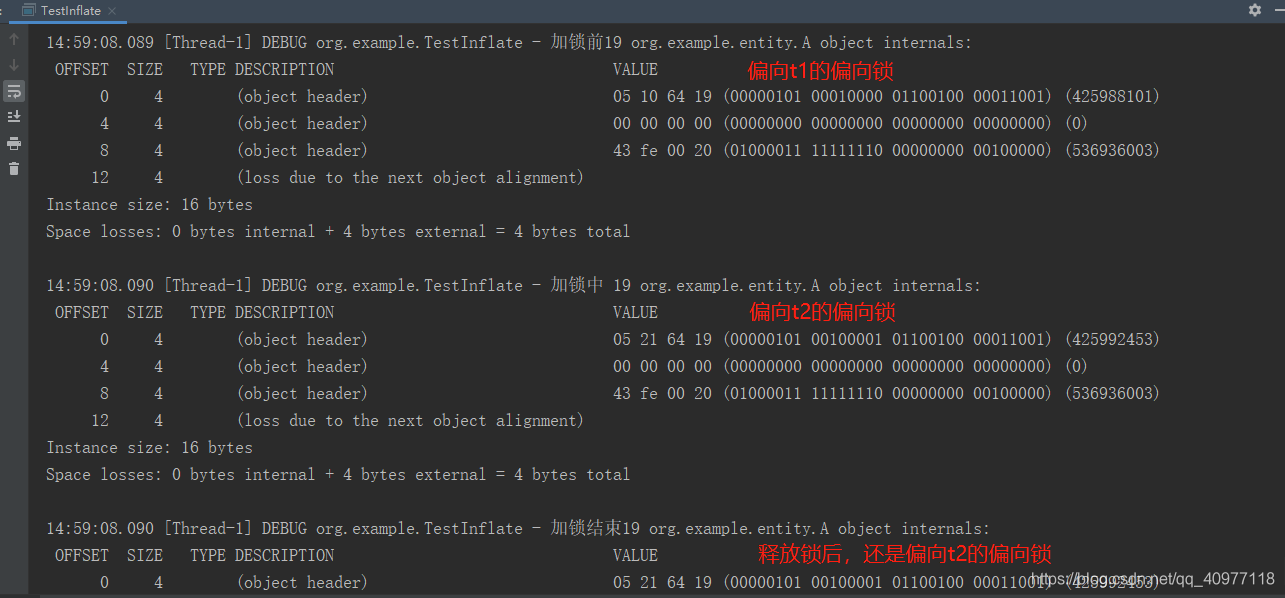 TestInflate
14:59:08.089 [Thread-1] DEBUG org.example.TestInflate - 加锁前19 org.example.entity.A object internals:
OFFSET SIZE TYPE DESCRIPTION VALUE 偏向t1的偏向锁
0 4 (object header) 05 10 64 19 (00000101 00010000 01100100 00011001) (425988101)
4 4 (object header) 00 00 00 00 (00000000 00000000 00000000 00000000) (0)
8 4 (object header) 43 fe 00 20 (01000011 11111110 00000000 00100000) (536936003)
12 4 (loss due to the next object alignment)
Instance size: 16 bytes
Space losses: 0 bytes internal + 4 bytes external = 4 bytes total
14:59:08.090 [Thread-1] DEBUG org.example.TestInflate - 加锁中 19 org.example.entity.A object internals:
OFFSET SIZE TYPE DESCRIPTION VALUE 偏向t2的偏向锁
0 4 (object header) 05 21 64 19 (00000101 00100001 01100100 00011001) (425992453)
4 4 (object header) 00 00 00 00 (00000000 00000000 00000000 00000000) (0)
8 4 (object header) 43 fe 00 20 (01000011 11111110 00000000 00100000) (536936003)
12 4 (loss due to the next object alignment)
Instance size: 16 bytes
Space losses: 0 bytes internal + 4 bytes external = 4 bytes total
14:59:08.090 [Thread-1] DEBUG org.example.TestInflate - 加锁结束19 org.example.entity.A object internals:
OFFSET SIZE TYPE DESCRIPTION VALUE 释放锁后，还是偏向t2的偏向锁
0 4 (object header) 05 21 64 19 (00000101 00100001 01100100 00011001) (425992453)
https://blog.csdn.net/qq_40977118